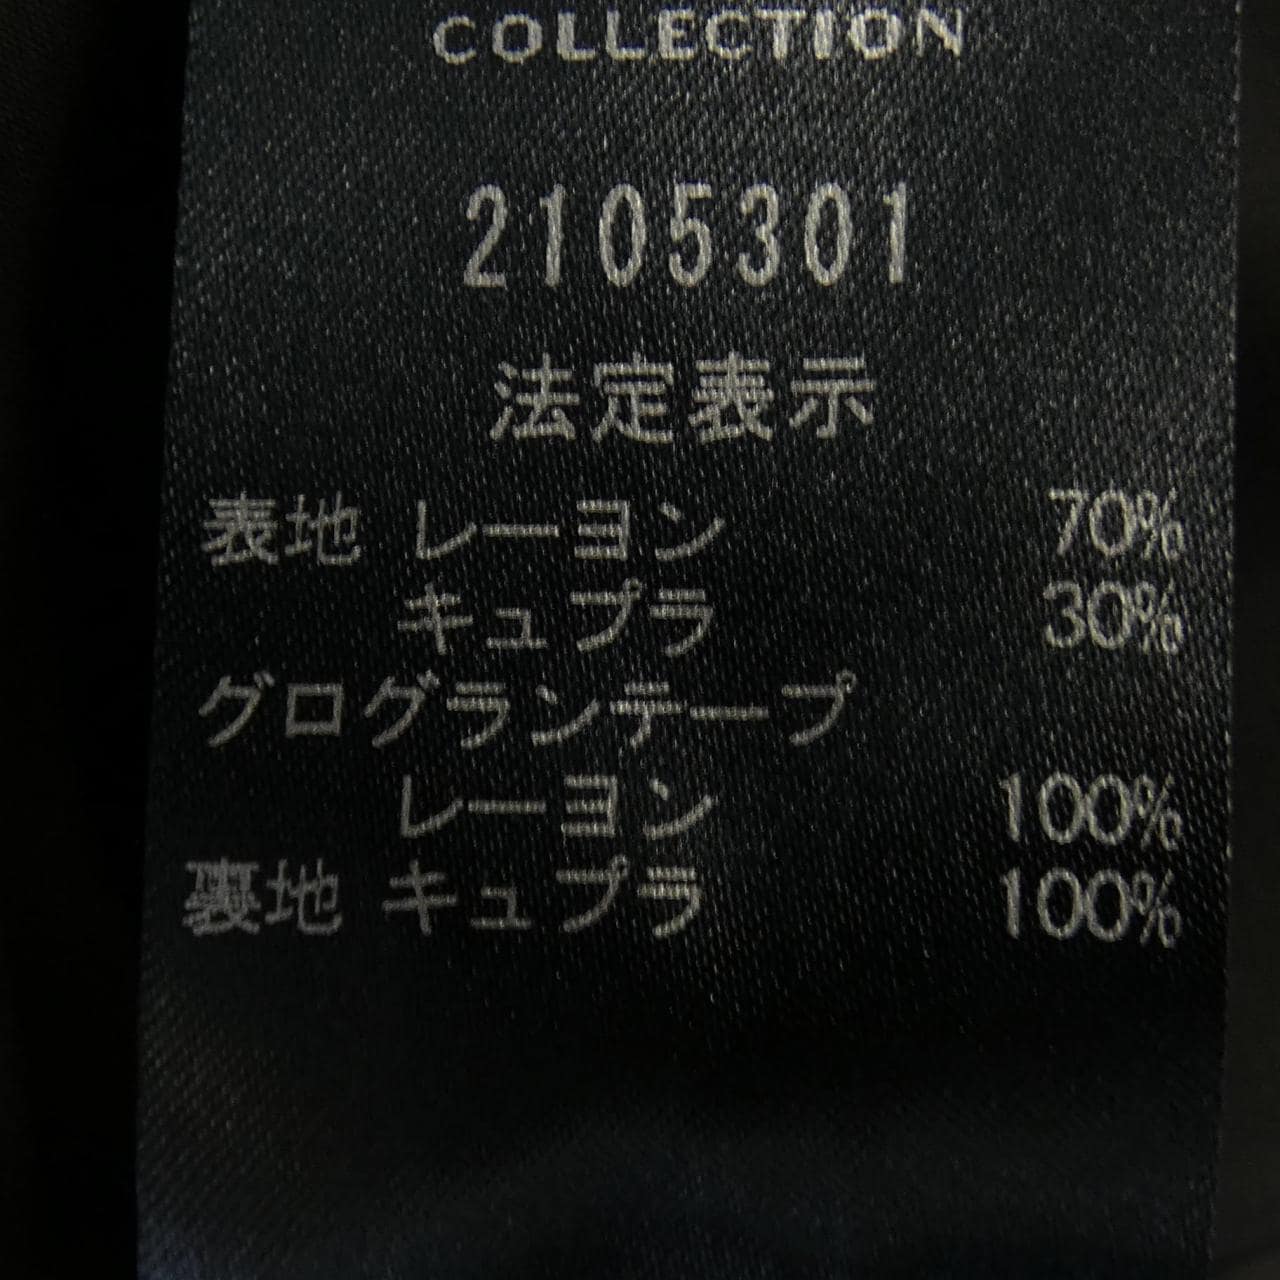 COLLECTION
2105301
法定表示
表地 レーヨン 70%
キュプラ 30%
グログランテープ
レーヨン 100%
裏地 キュプラ 100%